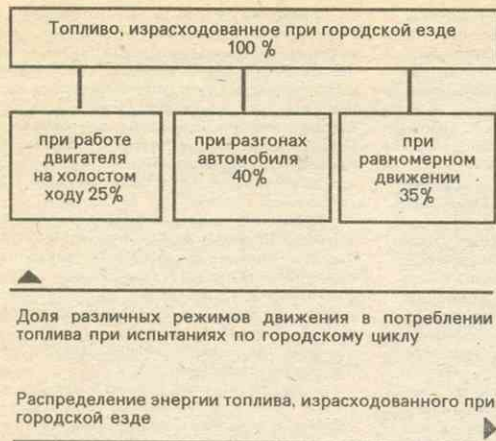 Топливо, израсходованное при городской езде
100 %
при работе
двигателя
на холостом
ходу 25%
при разгонах
автомобиля
40%
при
равномерном
движении
35%
Доля различных режимов движения в потреблении
топлива при испытаниях по городскому циклу
Распределение энергии топлива, израсходованного при
городской езде